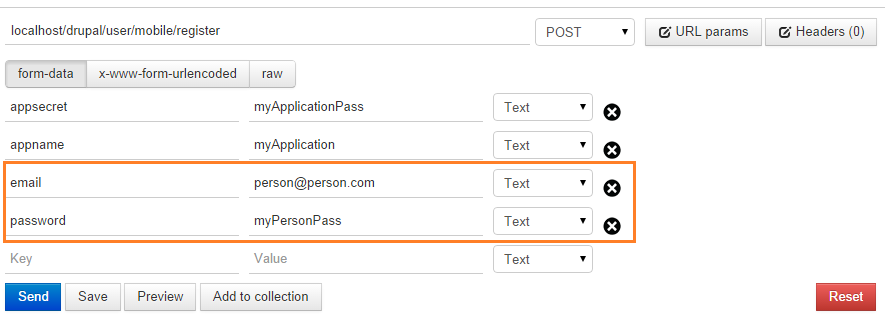 localhost/drupal/user/mobile/register POST URL params Headers (0)
form-data x-www-form-urlencoded raw
appsecret myApplicationPass Text
appname myApplication Text
email person@person.com Text
password myPersonPass Text
Key Value Text
Send Save Preview Add to collection Reset